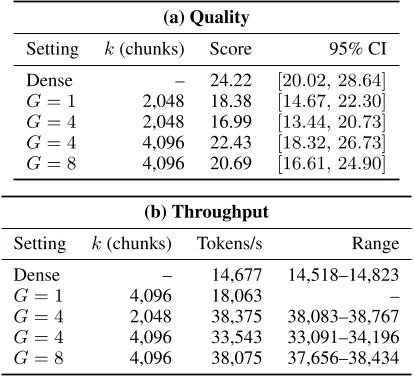 (a) Quality
Setting k (chunks) Score 95% CI
Dense – 24.22 [20.02, 28.64]
G = 1 2,048 18.38 [14.67, 22.30]
G = 4 2,048 16.99 [13.44, 20.73]
G = 4 4,096 22.43 [18.32, 26.73]
G = 8 4,096 20.69 [16.61, 24.90]
(b) Throughput
Setting k (chunks) Tokens/s Range
Dense – 14,677 14,518–14,823
G = 1 4,096 18,063 –
G = 4 2,048 38,375 38,083–38,767
G = 4 4,096 33,543 33,091–34,196
G = 8 4,096 38,075 37,656–38,434